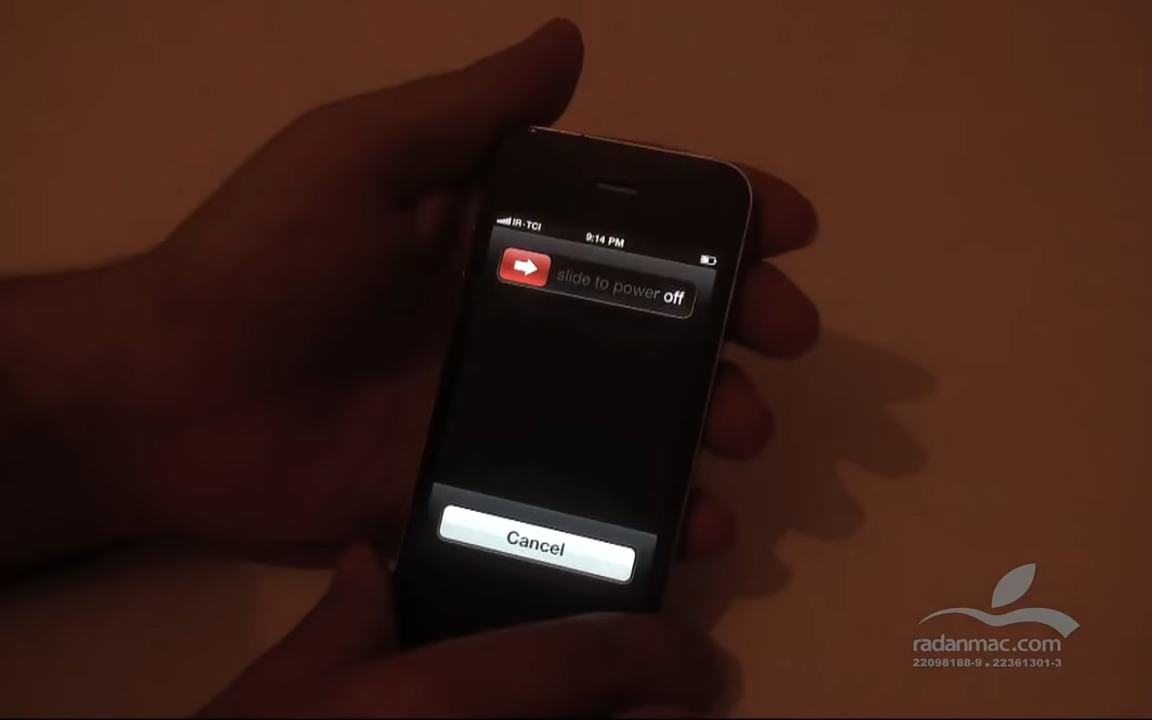 IR-TCI
9:14 PM
slide to power off
Cancel
radanmac.com
22098188-9 . 22361301-3